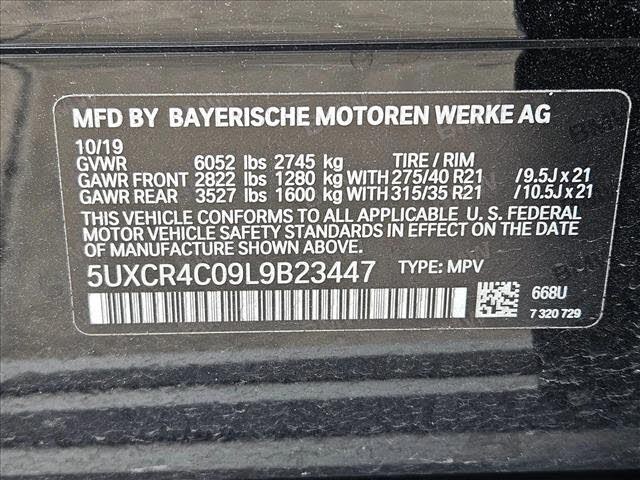 MFD BY BAYERISCHE MOTOREN WERKE AG
10/19
GVWR 6052 lbs 2745 kg TIRE / RIM
GAWR FRONT 2822 lbs 1280 kg WITH 275/40 R21 /9.5J x 21
GAWR REAR 3527 lbs 1600 kg WITH 315/35 R21 /10.5J x 21
THIS VEHICLE CONFORMS TO ALL APPLICABLE U. S. FEDERAL
MOTOR VEHICLE SAFETY STANDARDS IN EFFECT ON THE DATE
OF MANUFACTURE SHOWN ABOVE.
5UXCR4C09L9B23447 TYPE: MPV
668U
7 320 729